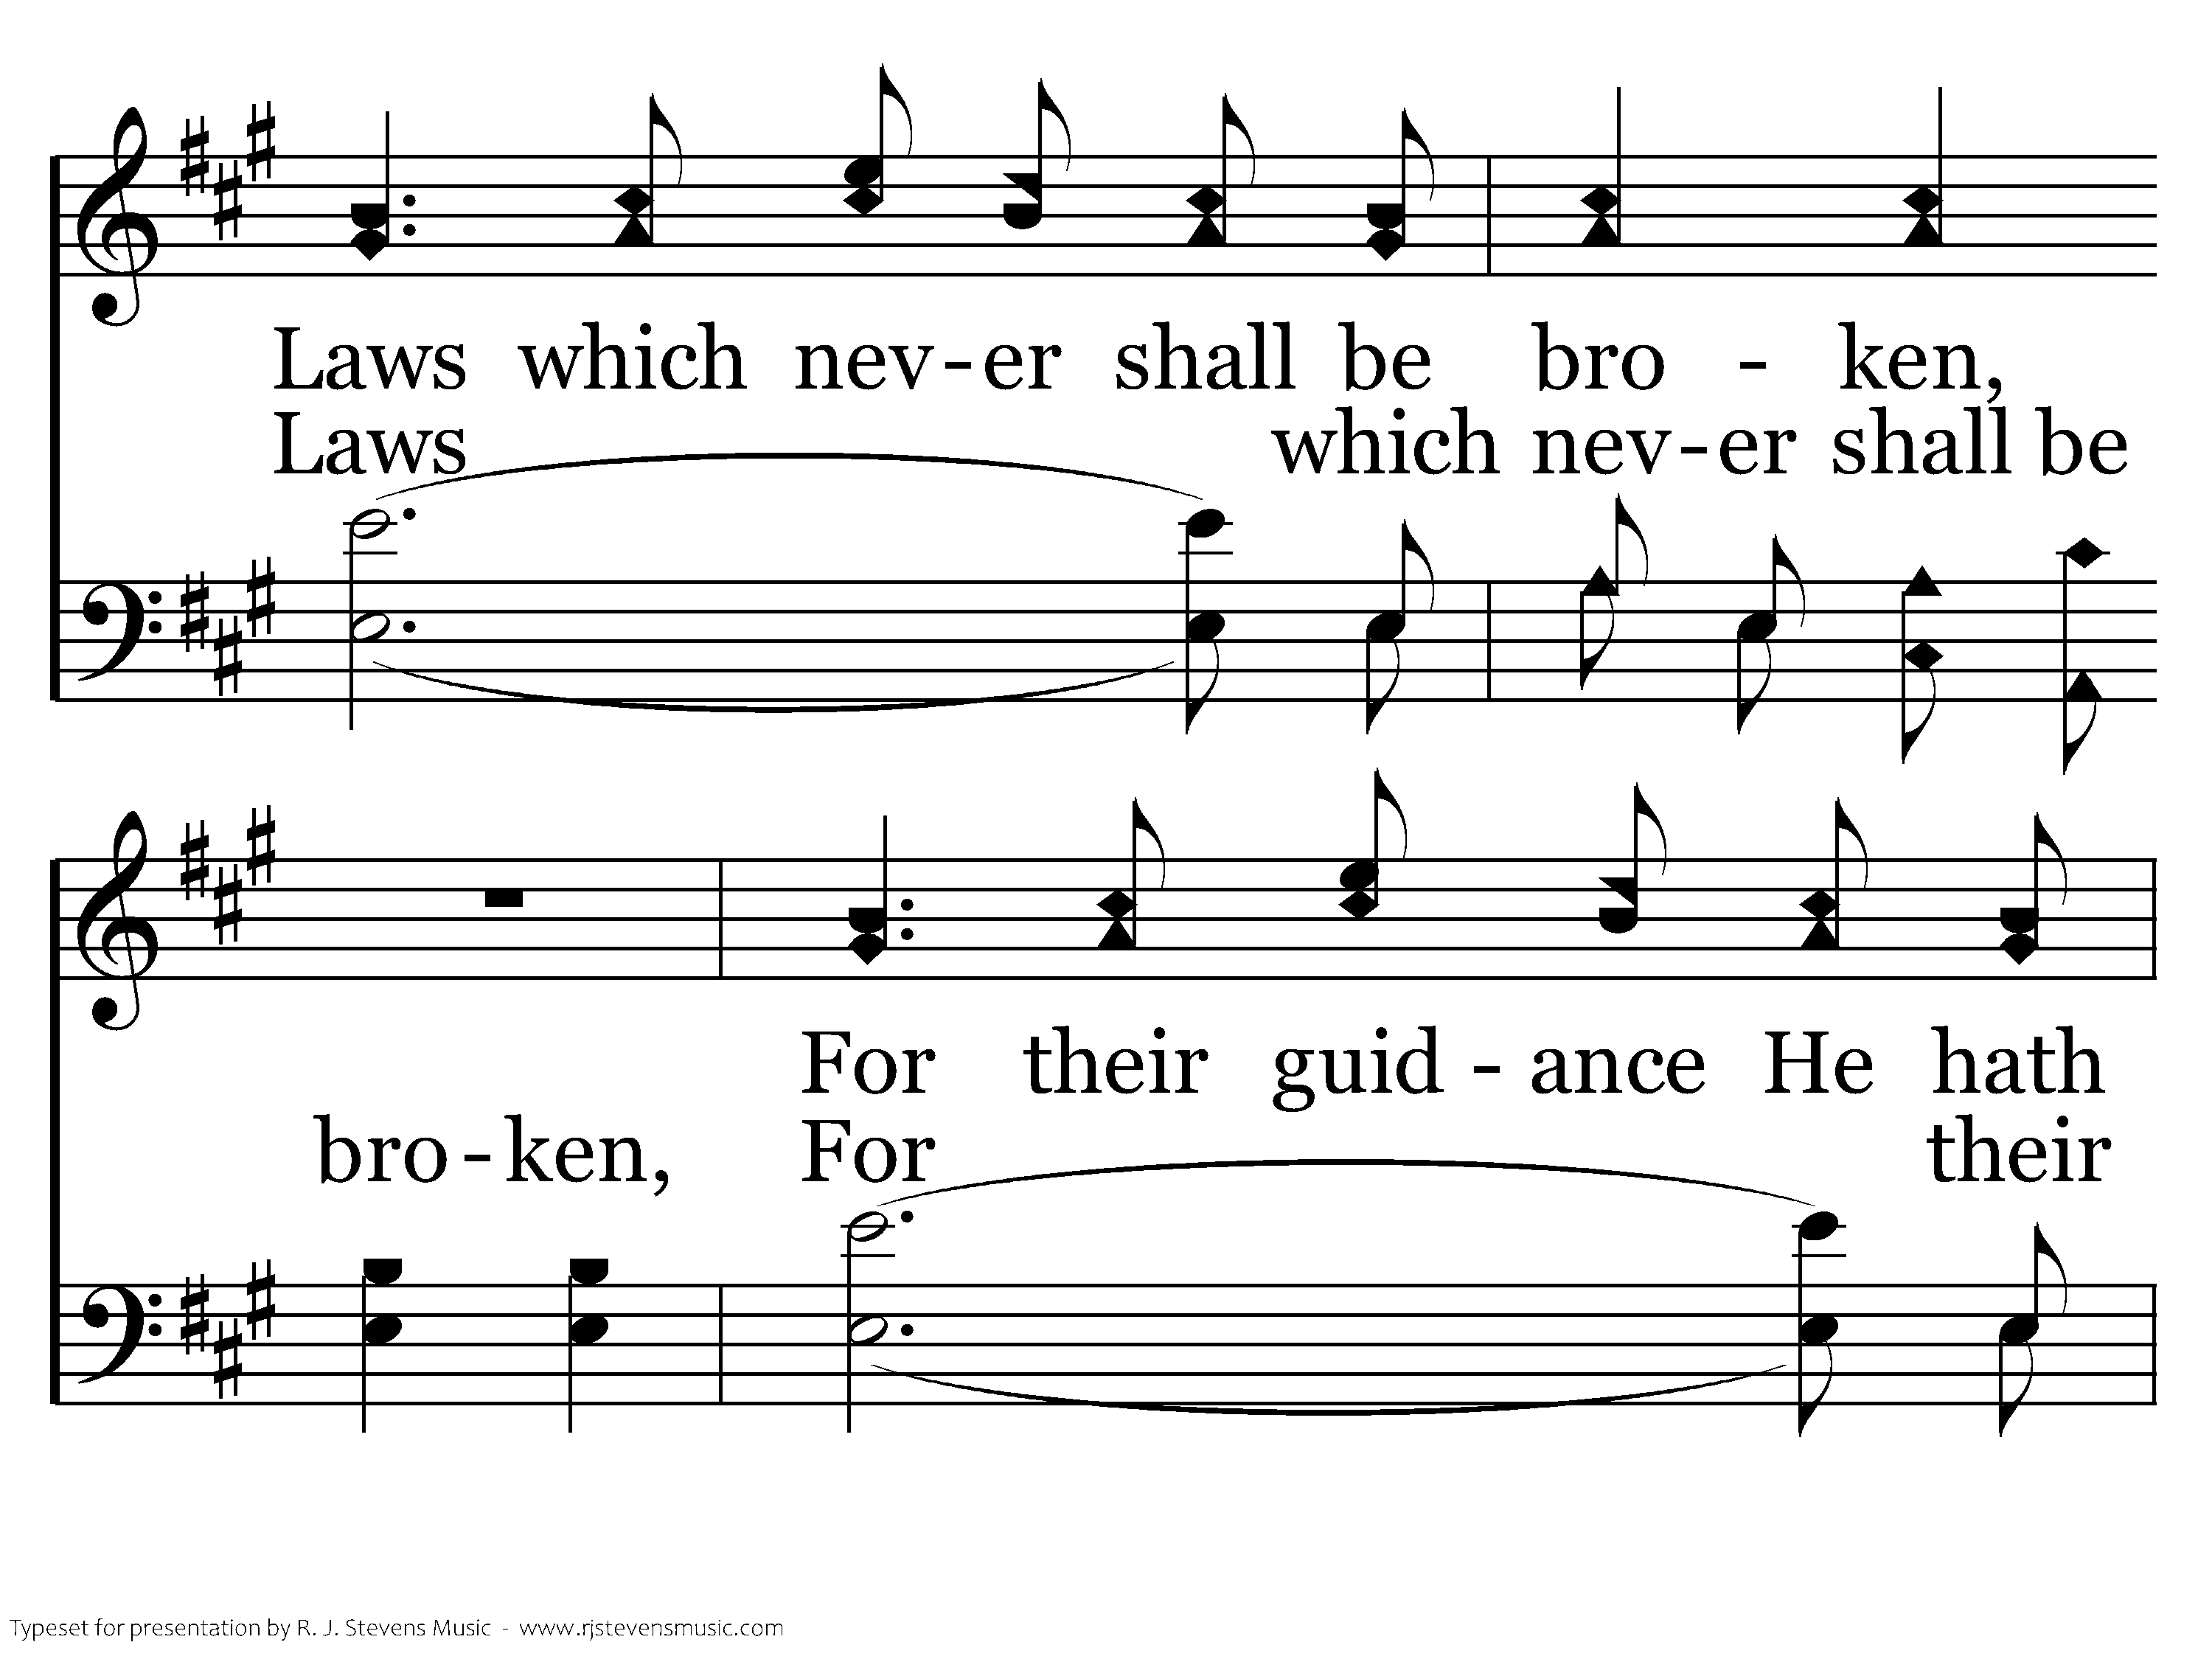 Laws which nev-er shall be bro - ken,
Laws which nev-er shall be
For their guid - ance He hath
bro-ken, For their
Typeset for presentation by R. J. Stevens Music - www.rjstevensmusic.com